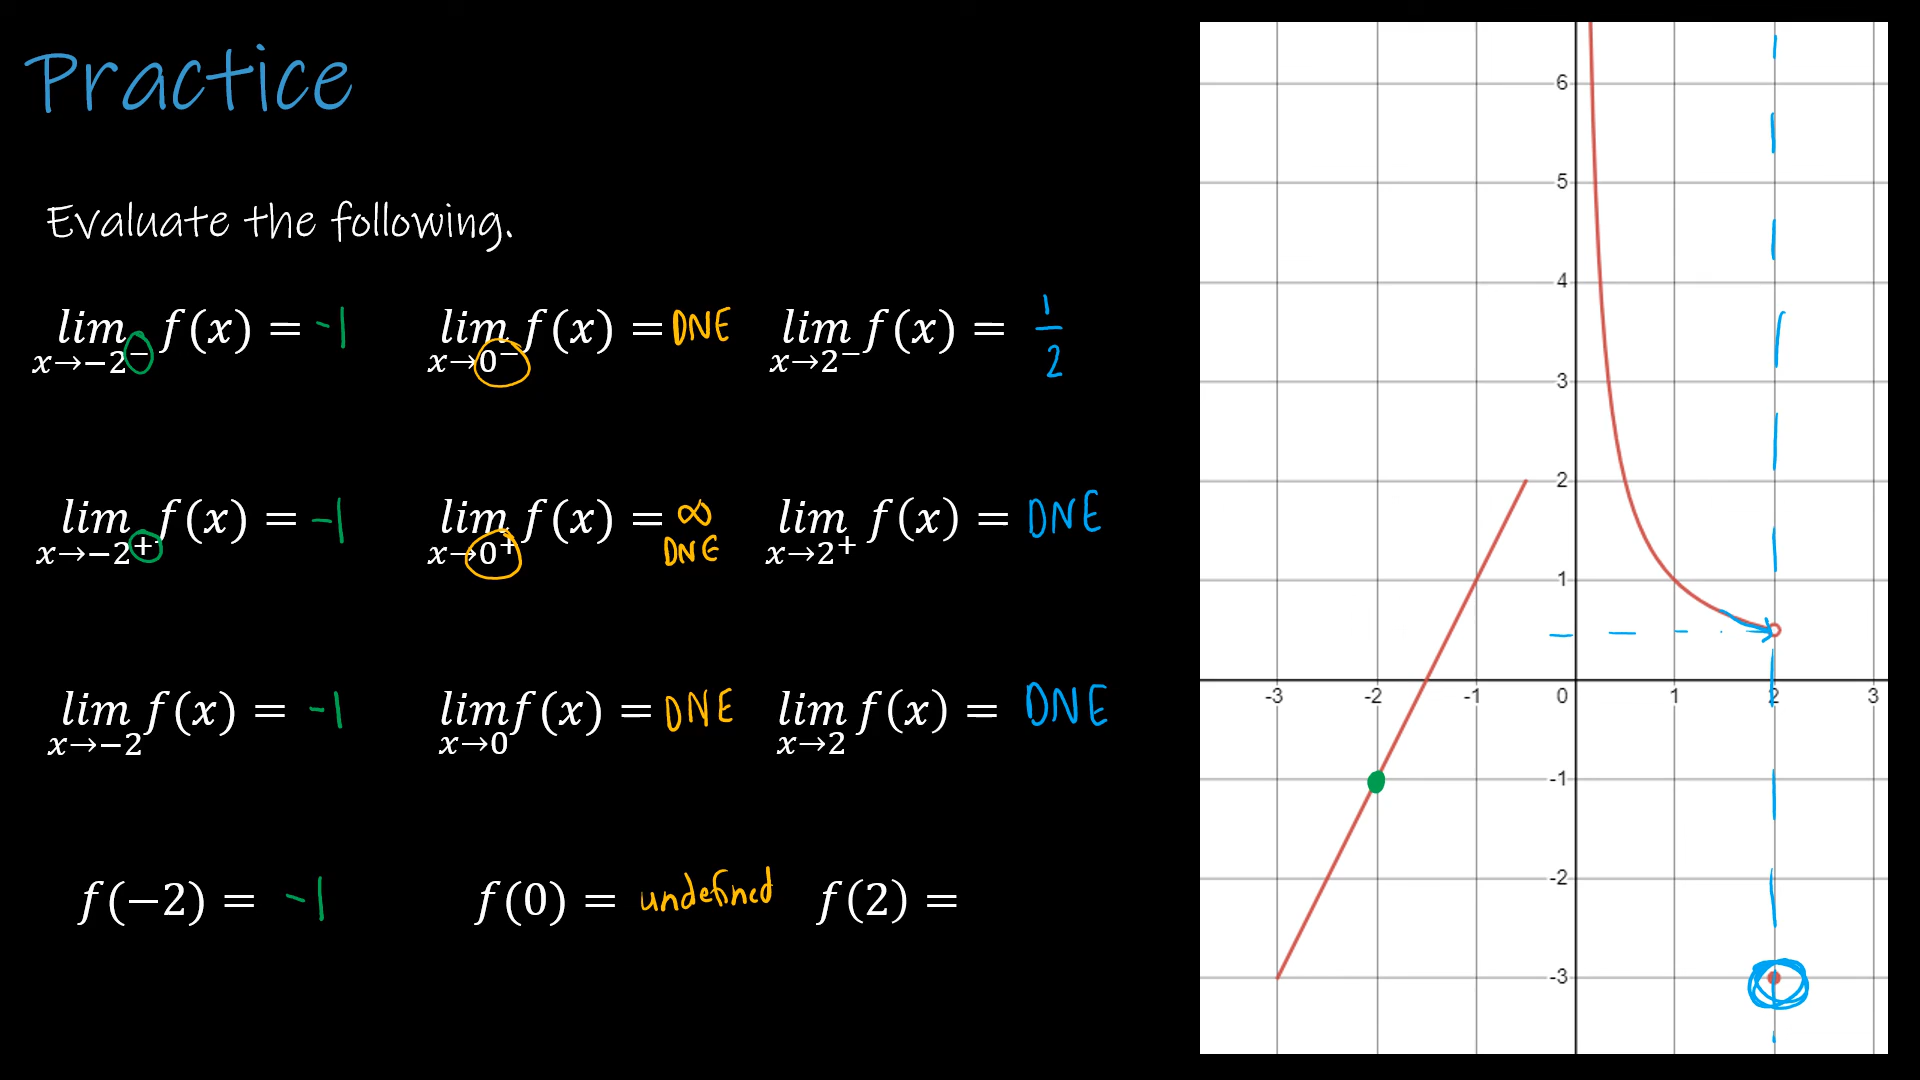 Practice
Evaluate the following.
lim x→−2⁻ f(x) = -1
lim x→0⁻ f(x) = DNE
lim x→2⁻ f(x) = 1/2
lim x→−2⁺ f(x) = -1
lim x→0⁺ f(x) = ∞
DNE
lim x→2⁺ f(x) = DNE
lim x→−2 f(x) = -1
lim x→0 f(x) = DNE
lim x→2 f(x) = DNE
f(−2) = -1
f(0) = undefined
f(2) =
6
5
4
3
2
1
-3 -2 -1 0 1 2 3
-1
-2
-3